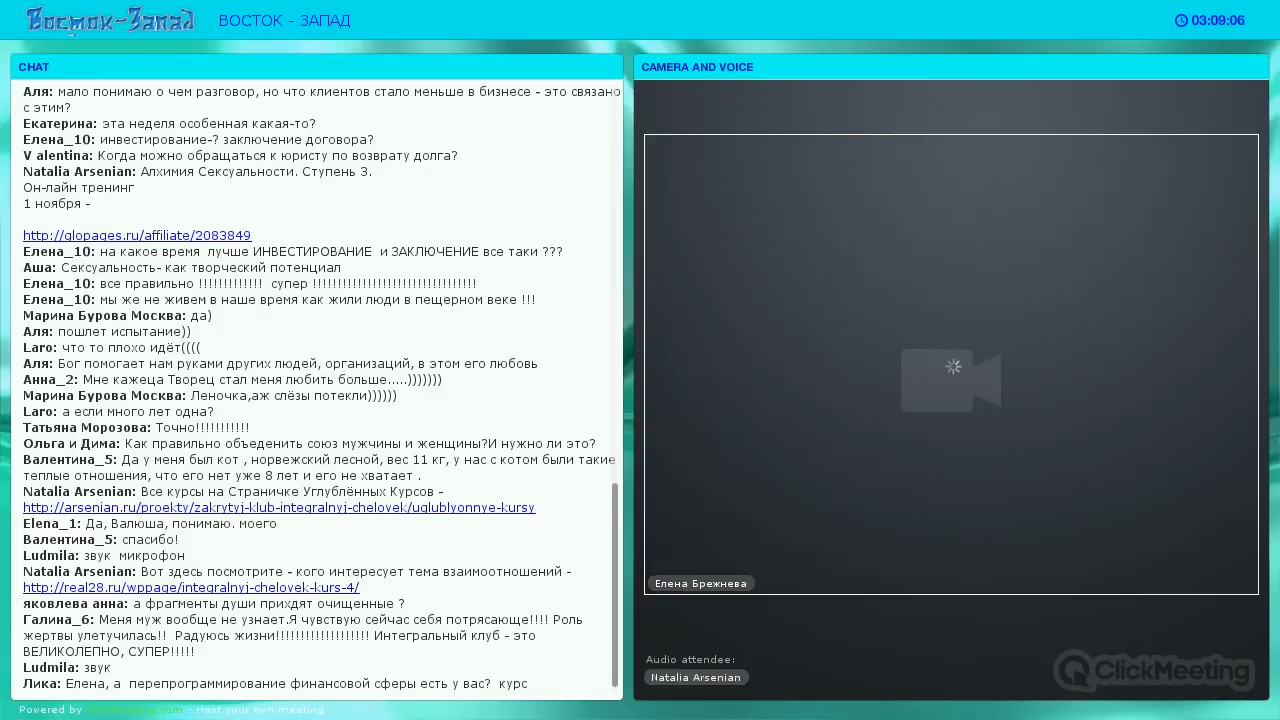 Восток-Запад
ВОСТОК - ЗАПАД
03:09:06
CHAT
Аля: мало понимаю о чем разговор, но что клиентов стало меньше в бизнесе - это связано
с этим?
Екатерина: эта неделя особенная какая-то?
Елена_10: инвестирование-? заключение договора?
V alentina: Когда можно обращаться к юристу по возврату долга?
Natalia Arsenian: Алхимия Сексуальности. Ступень 3.
Он-лайн тренинг
1 ноября -
http://glopages.ru/affiliate/2083849
Елена_10: на какое время  лучше ИНВЕСТИРОВАНИЕ  и ЗАКЛЮЧЕНИЕ все таки ???
Аша: Сексуальность- как творческий потенциал
Елена_10: все правильно !!!!!!!!!!!!!  супер !!!!!!!!!!!!!!!!!!!!!!!!!!!!!!!!!
Елена_10: мы же не живем в наше время как жили люди в пещерном веке !!!
Марина Бурова Москва: да)
Аля: пошлет испытание))
Laro: что то плохо идёт((((
Аля: Бог помогает нам руками других людей, организаций, в этом его любовь
Анна_2: Мне кажеца Творец стал меня любить больше.....)))))))
Марина Бурова Москва: Леночка,аж слёзы потекли))))))
Laro: а если много лет одна?
Татьяна Морозова: Точно!!!!!!!!!!!
Ольга и Дима: Как правильно объеденить союз мужчины и женщины?И нужно ли это?
Валентина_5: Да у меня был кот , норвежский лесной, вес 11 кг, у нас с котом были такие
теплые отношения, что его нет уже 8 лет и его не хватает .
Natalia Arsenian: Все курсы на Страничке Углублённых Курсов -
http://arsenian.ru/proekty/zakrytyj-klub-integralnyj-chelovek/uglublyonnye-kursy
Elena_1: Да, Валюша, понимаю. моего
Валентина_5: спасибо!
Ludmila: звук  микрофон
Natalia Arsenian: Вот здесь посмотрите - кого интересует тема взаимоотношений -
http://real28.ru/wppage/integralnyj-chelovek-kurs-4/
яковлева анна: а фрагменты души прихдят очищенные ?
Галина_6: Меня муж вообще не узнает.Я чувствую сейчас себя потрясающе!!!! Роль
жертвы улетучилась!!  Радуюсь жизни!!!!!!!!!!!!!!!!!!! Интегральный клуб - это
ВЕЛИКОЛЕПНО, СУПЕР!!!!!
Ludmila: звук
Лика: Елена, а  перепрограммирование финансовой сферы есть у вас?  курс
Powered by ClickMeeting.com - Host your own meeting
CAMERA AND VOICE
Елена Брежнева
Audio attendee:
Natalia Arsenian
ClickMeeting